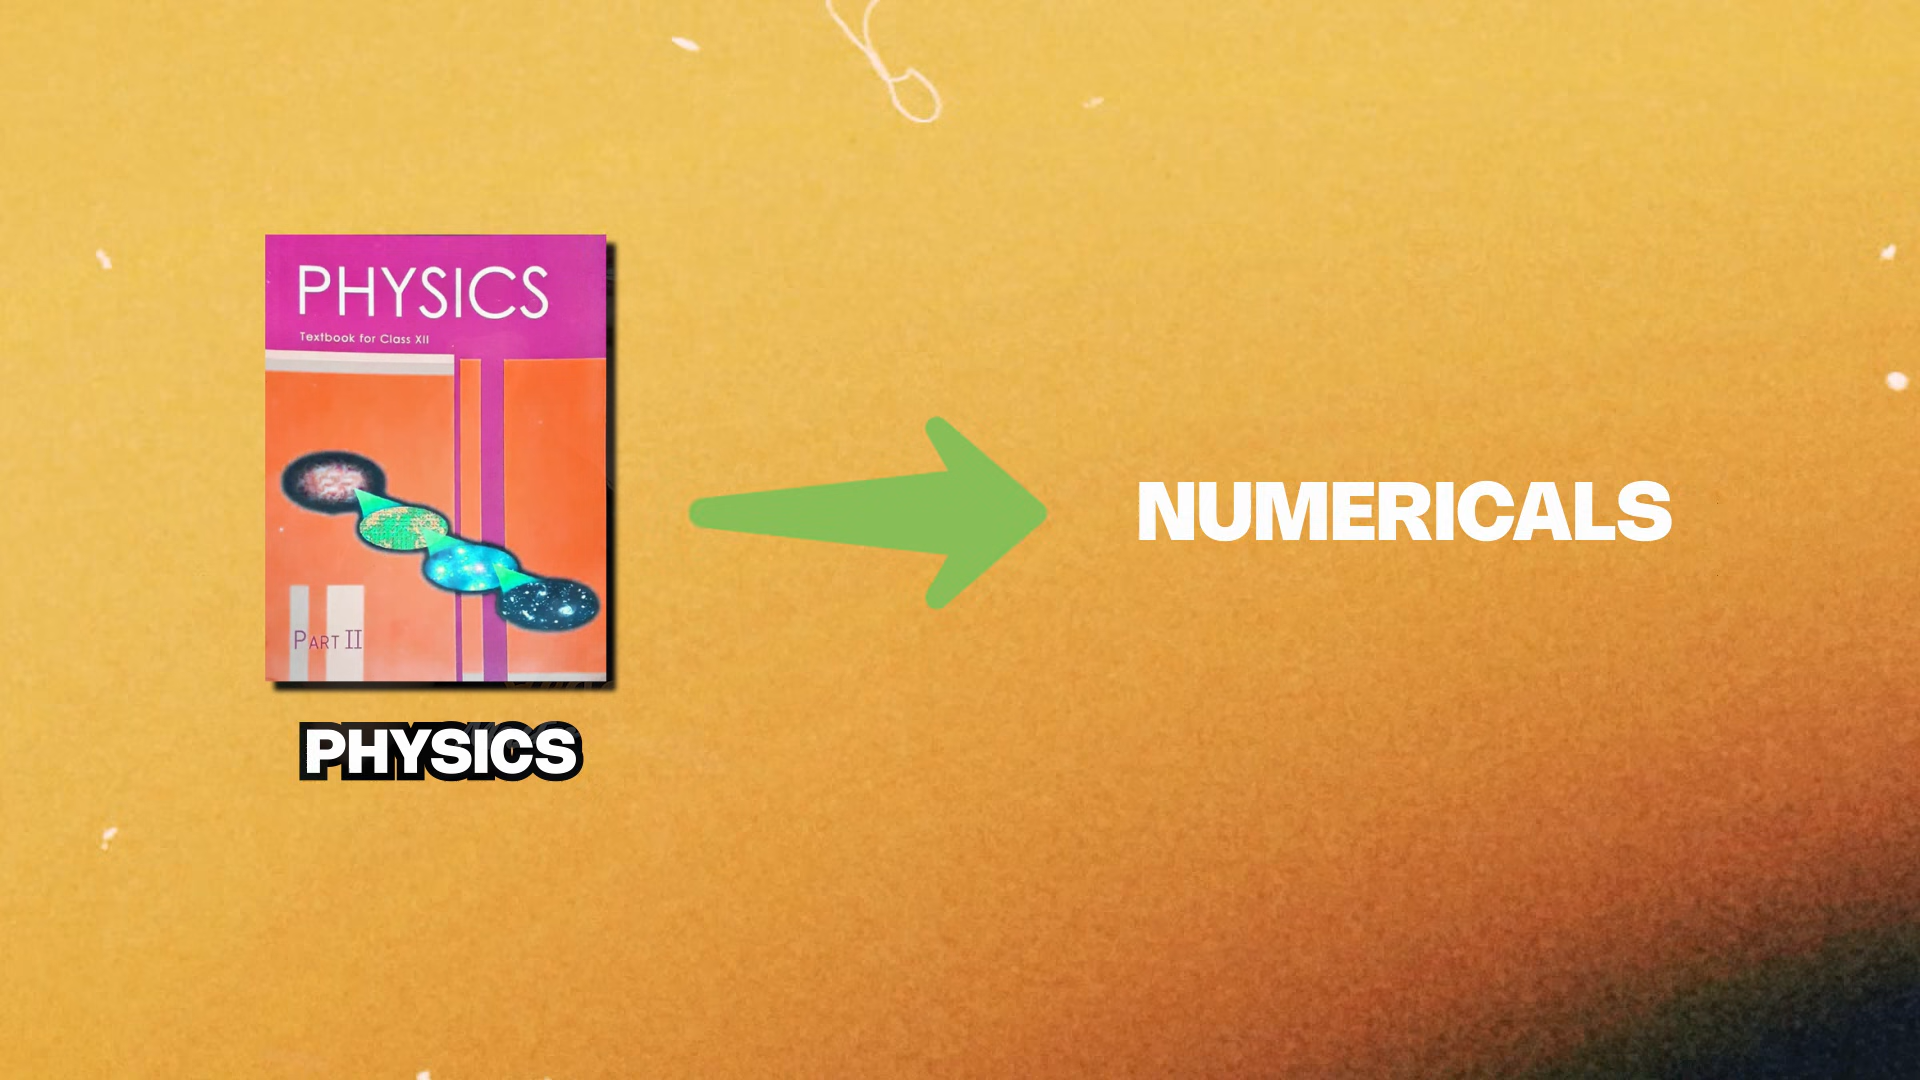 PHYSICS
Textbook for Class XII
PART II
PHYSICS
NUMERICALS